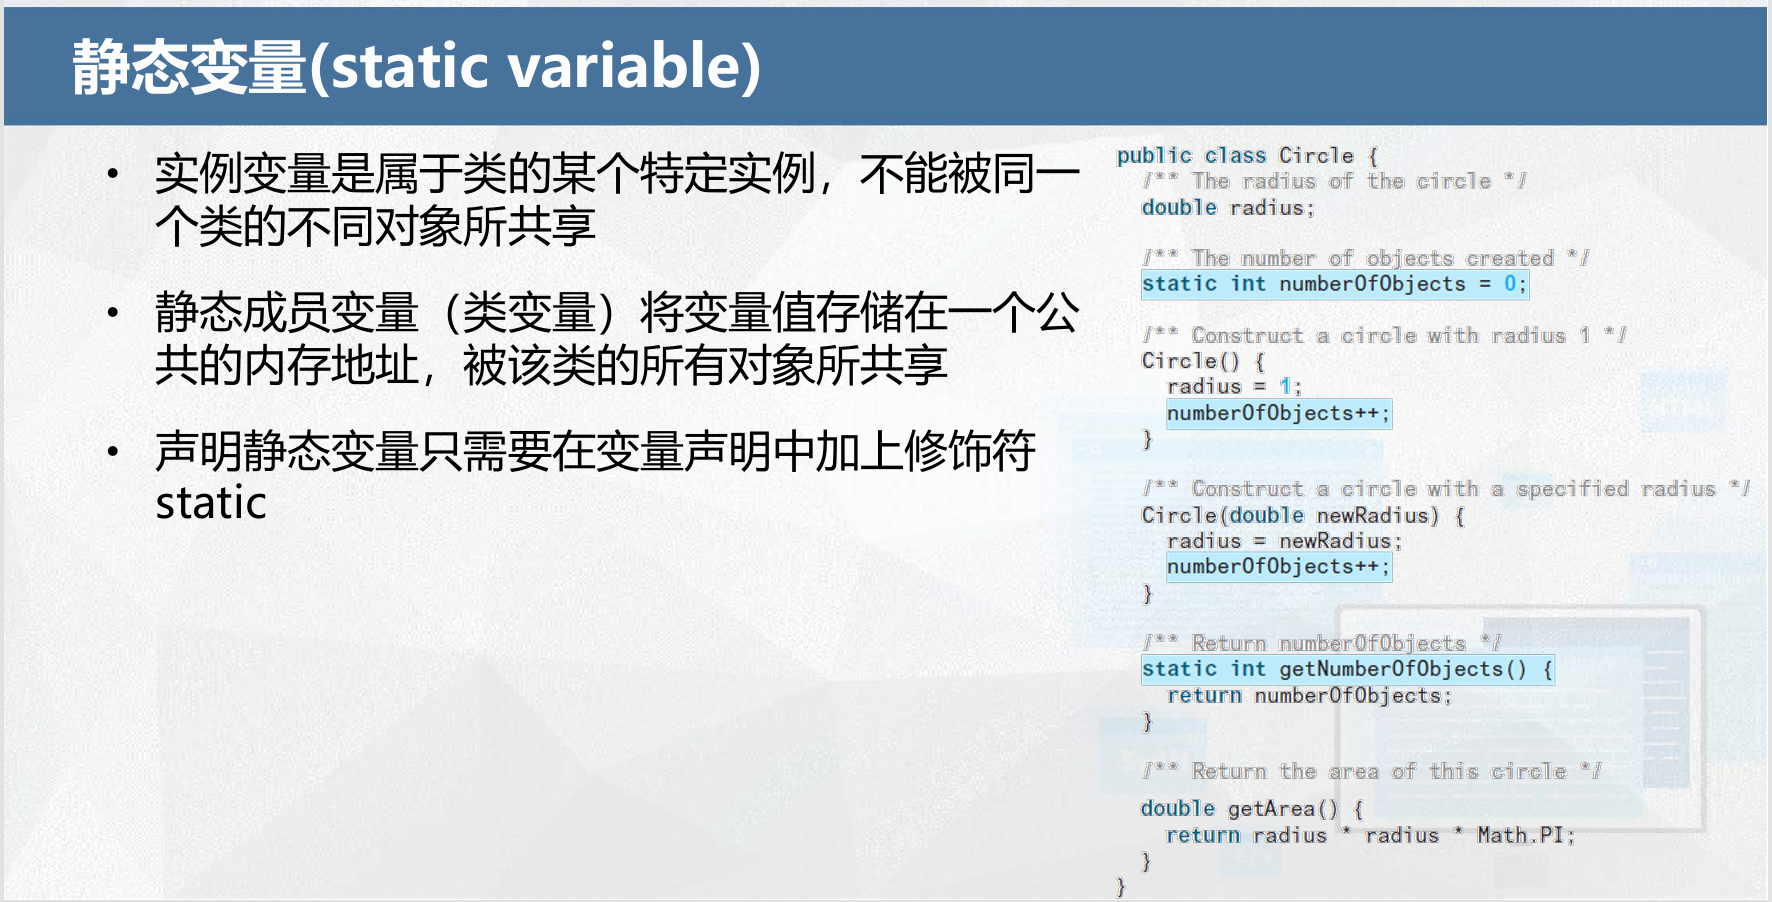 静态变量(static variable)
• 实例变量是属于类的某个特定实例，不能被同一
个类的不同对象所共享
• 静态成员变量（类变量）将变量值存储在一个公
共的内存地址，被该类的所有对象所共享
• 声明静态变量只需要在变量声明中加上修饰符
static
public class Circle {
/** The radius of the circle */
double radius;
/** The number of objects created */
static int numberOfObjects = 0;
/** Construct a circle with radius 1 */
Circle() {
radius = 1;
numberOfObjects++;
}
/** Construct a circle with a specified radius */
Circle(double newRadius) {
radius = newRadius;
numberOfObjects++;
}
/** Return numberOfObjects */
static int getNumberOfObjects() {
return numberOfObjects;
}
/** Return the area of this circle */
double getArea() {
return radius * radius * Math.PI;
}
}